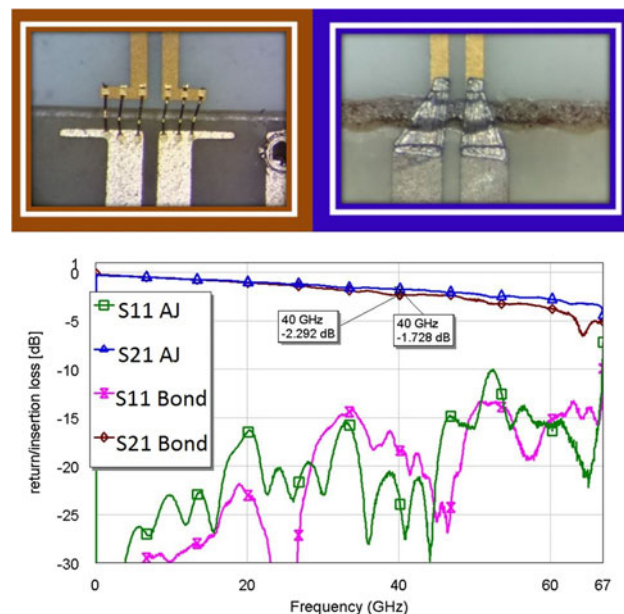 1
0
-5
-10
-15
-20
-25
-30
return/insertion loss [dB]
S11 AJ
S21 AJ
S11 Bond
S21 Bond
40 GHz
-2.292 dB
40 GHz
-1.728 dB
0
20
40
60
67
Frequency (GHz)